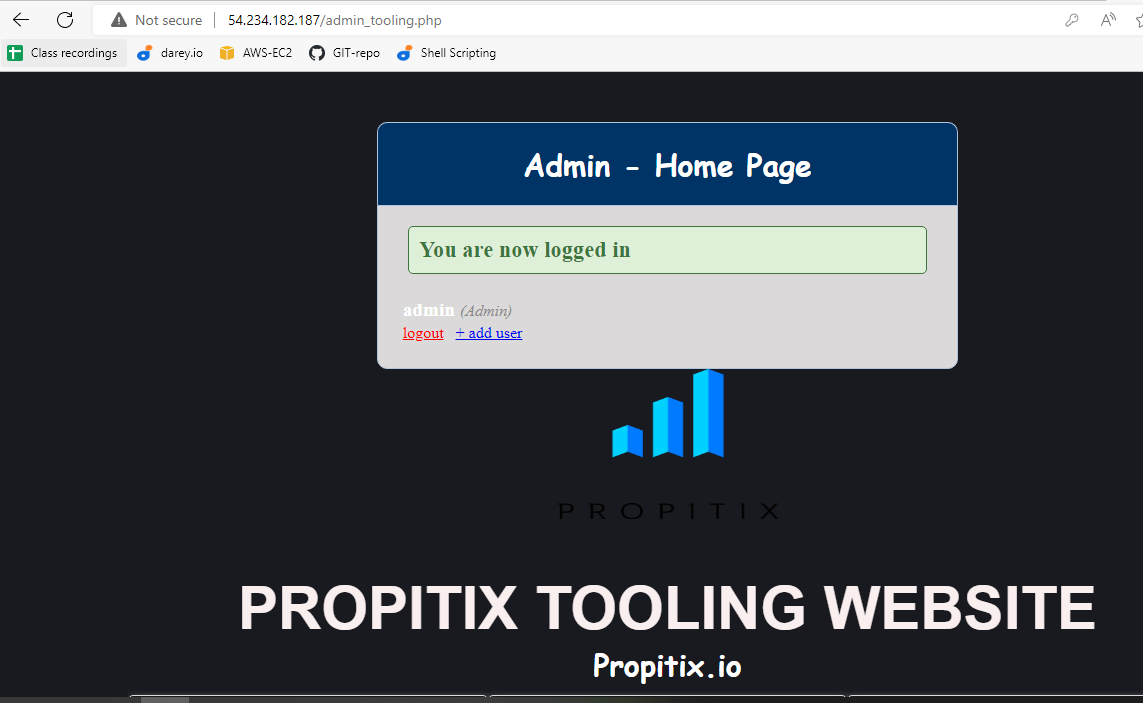 Not secure 54.234.182.187/admin_tooling.php
Class recordings darey.io AWS-EC2 GIT-repo Shell Scripting
Admin - Home Page
You are now logged in
admin (Admin)
logout + add user
PROPITIX
PROPITIX TOOLING WEBSITE
Propitix.io